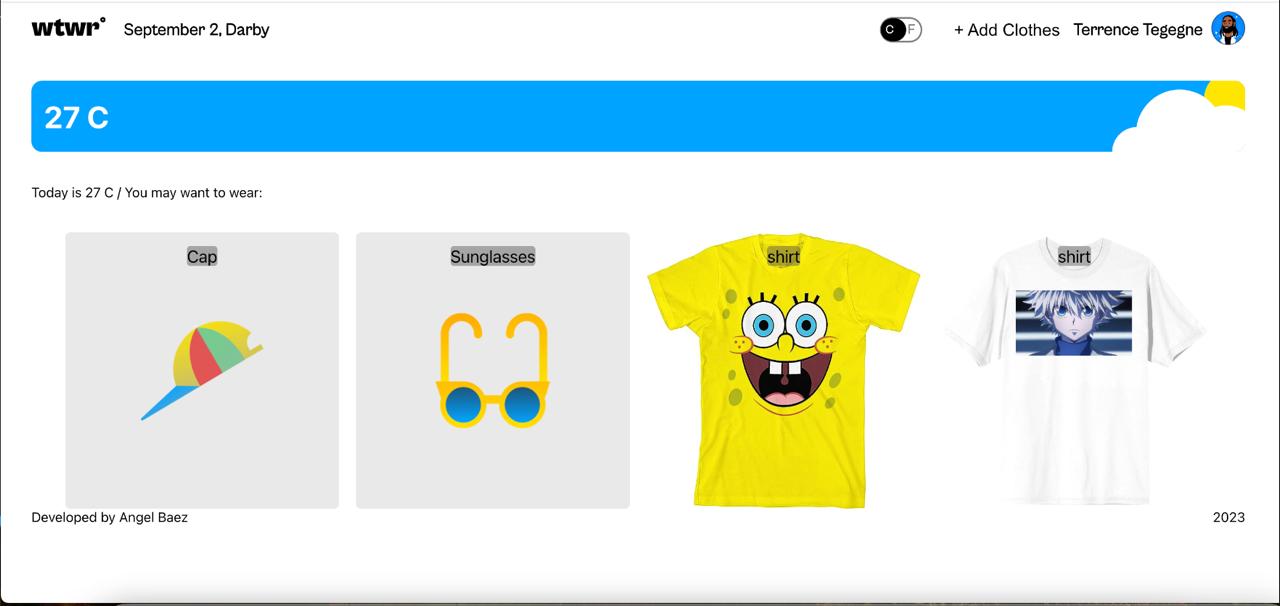 wtwr°
September 2, Darby
C F
+ Add Clothes
Terrence Tegegne
27 C
Today is 27 C / You may want to wear:
Cap
Sunglasses
shirt
shirt
Developed by Angel Baez
2023